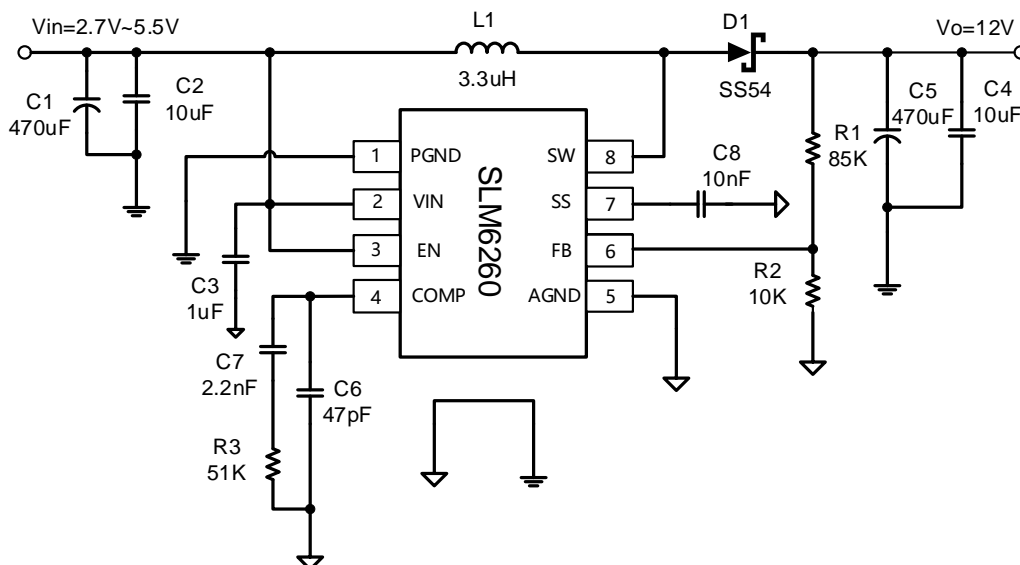 Vin=2.7V~5.5V
L1
D1
Vo=12V
3.3uH
SS54
C1
470uF
C2
10uF
C5
470uF
C4
10uF
R1
85K
1
PGND
SW
8
C8
10nF
2
VIN
SLM6260
SS
7
3
EN
FB
6
C3
1uF
R2
10K
4
COMP
AGND
5
C7
2.2nF
C6
47pF
R3
51K